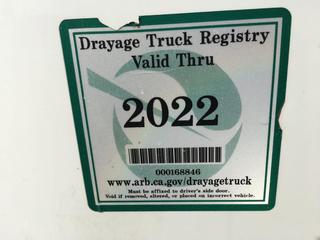 Drayage Truck Registry
Valid Thru
2022
000168846
www.arb.ca.gov/drayagetruck
Must be affixed to driver's side door.
Void if removed, altered, or placed on incorrect vehicle.